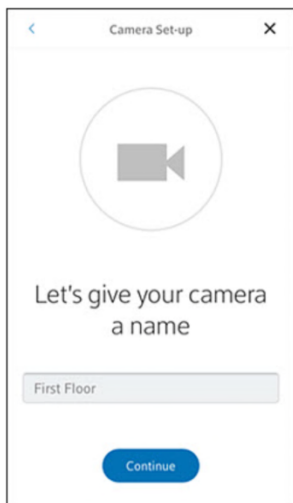 Camera Set-up
Let's give your camera
a name
First Floor
Continue